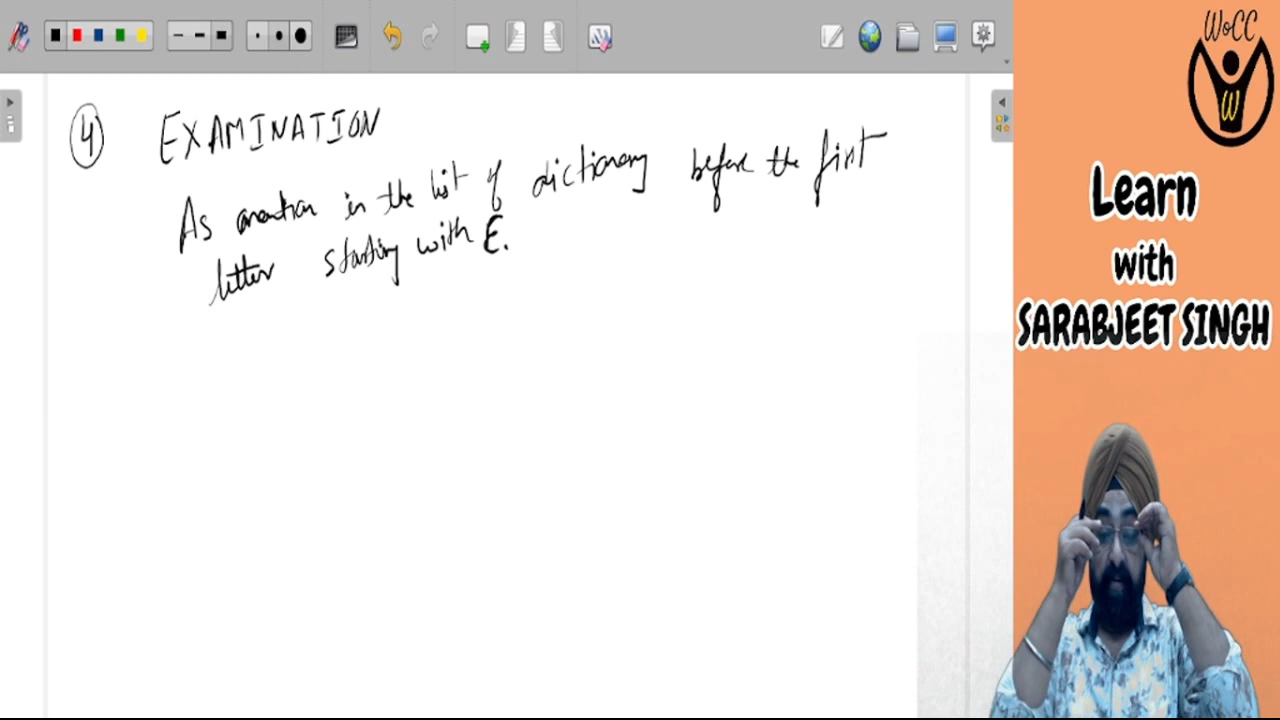 ④ EXAMINATION
As mention in the list of dictionary before the first
letter starting with E.
WoCC
W
Learn
with
SARABJEET SINGH